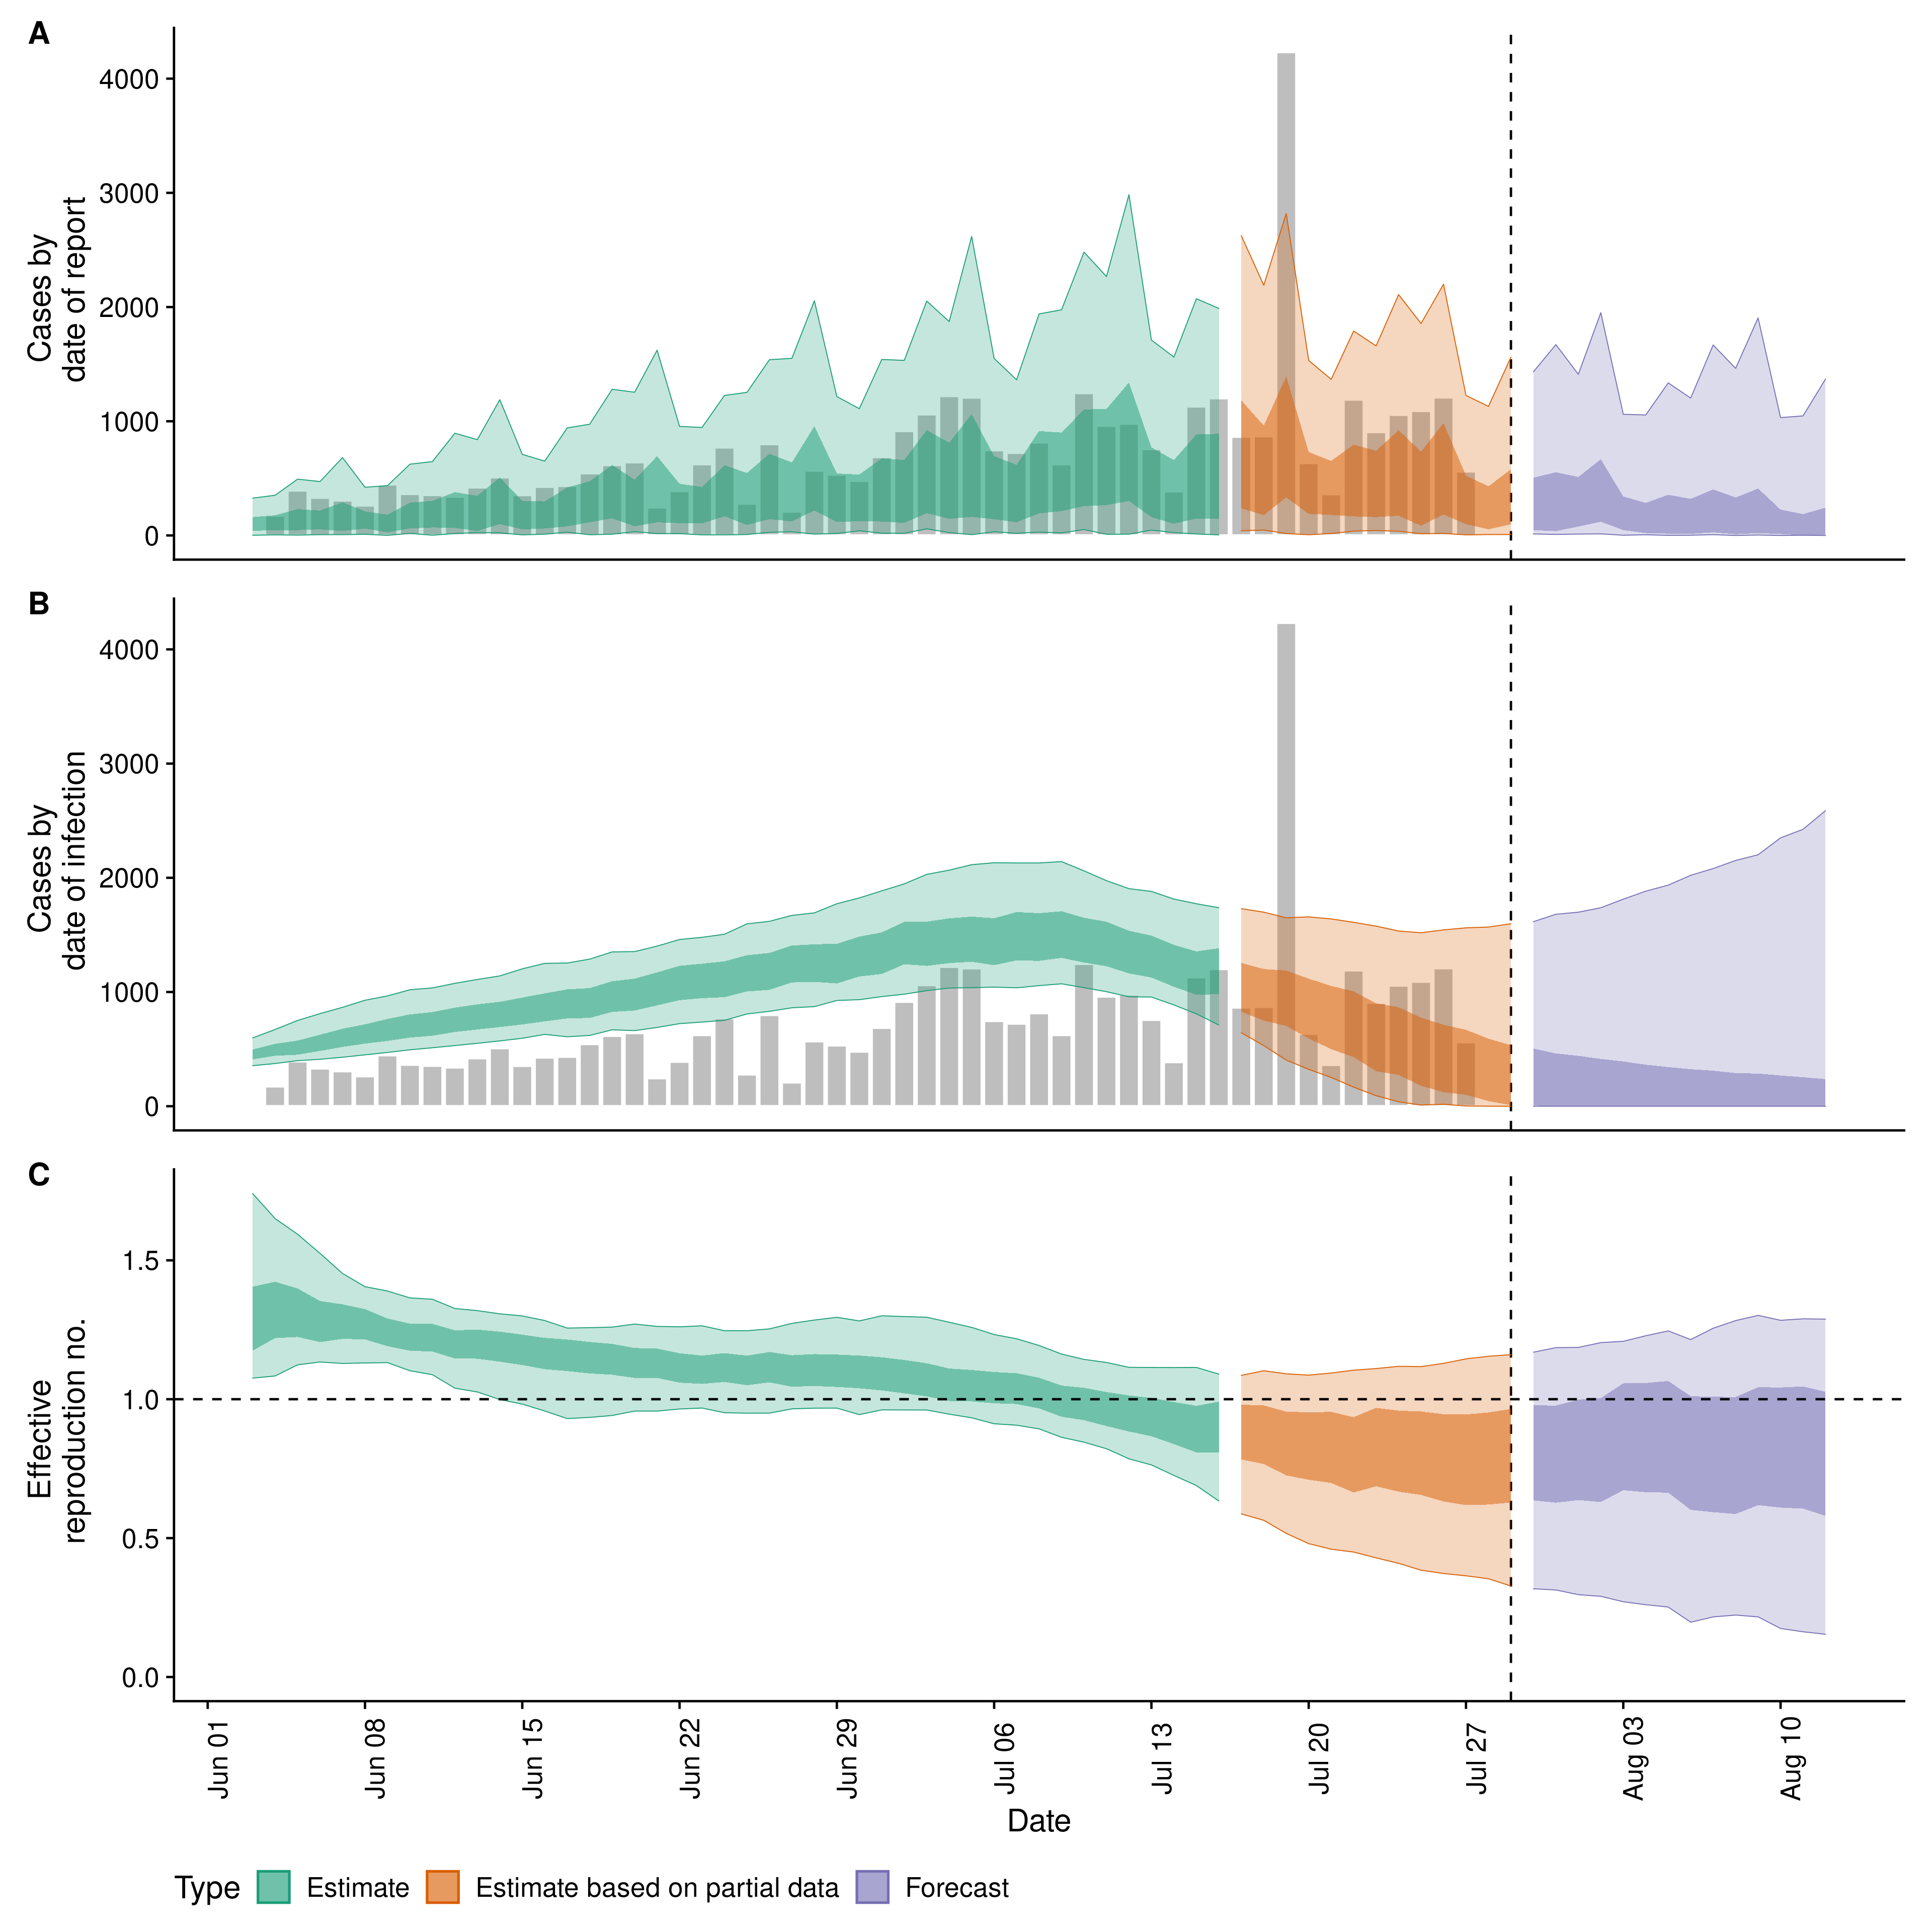 A
Cases by
date of report
4000
3000
2000
1000
0
B
Cases by
date of infection
4000
3000
2000
1000
0
C
Effective
reproduction no.
1.5
1.0
0.5
0.0
Jun 01
Jun 08
Jun 15
Jun 22
Jun 29
Jul 06
Jul 13
Jul 20
Jul 27
Aug 03
Aug 10
Date
Type Estimate Estimate based on partial data Forecast